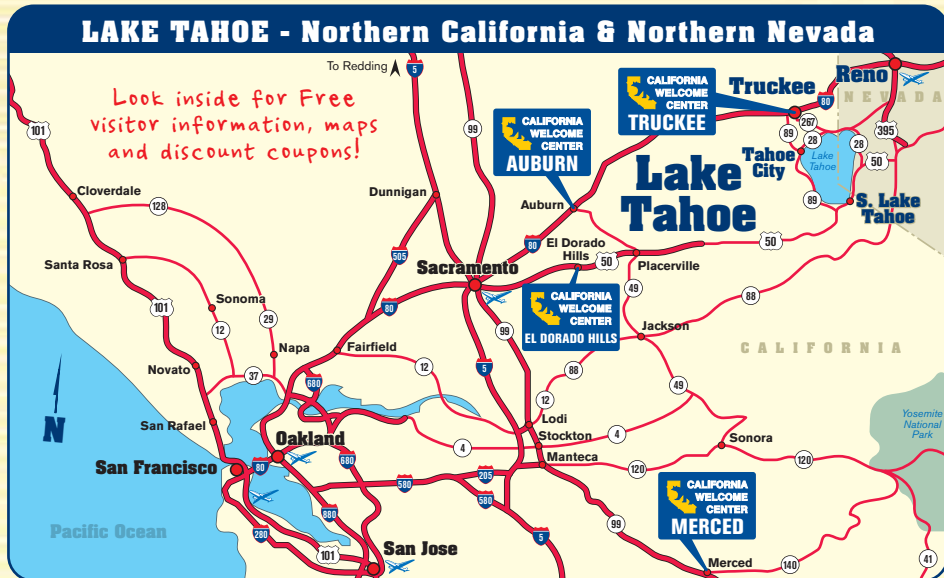 LAKE TAHOE - Northern California & Northern Nevada
To Redding
5
Look inside for Free
visitor information, maps
and discount coupons!
101
99
CALIFORNIA
WELCOME
CENTER
AUBURN
CALIFORNIA
WELCOME
CENTER
TRUCKEE
Truckee
Reno
80
NEVADA
267
89
28
28
395
50
Tahoe
City
Lake
Tahoe
89
S. Lake
Tahoe
Lake
Tahoe
Cloverdale
128
Dunnigan
Auburn
80
El Dorado
Hills
50
50
Placerville
505
Santa Rosa
Sacramento
49
88
80
CALIFORNIA
WELCOME
CENTER
EL DORADO HILLS
101
Sonoma
12
29
99
Jackson
CALIFORNIA
Napa
Fairfield
12
5
88
49
Novato
37
680
12
Yosemite
National
Park
San Rafael
Lodi
Oakland
4
Stockton
4
Sonora
San Francisco
80
680
Manteca
120
120
205
580
580
CALIFORNIA
WELCOME
CENTER
MERCED
880
99
Pacific Ocean
280
5
101
San Jose
Merced
140
41
N